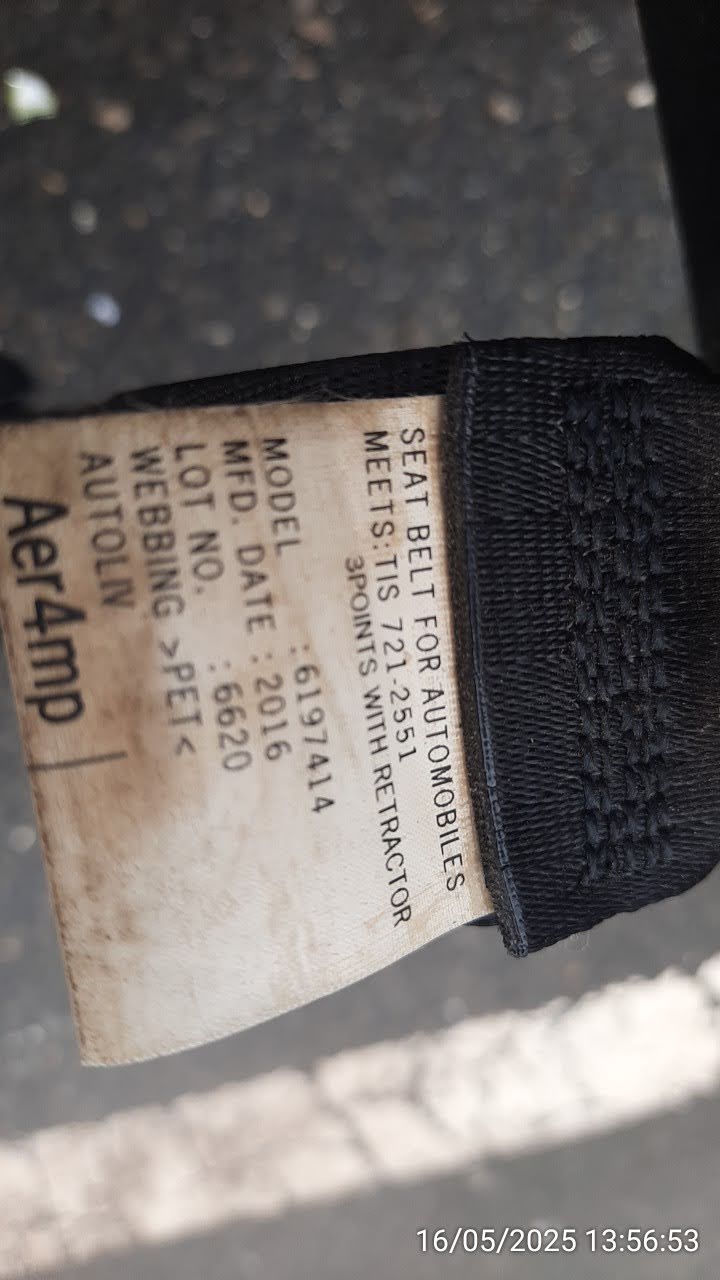 SEAT BELT FOR AUTOMOBILES
MEETS:TIS 721-2551
3POINTS WITH RETRACTOR
MODEL :6197414
MFD. DATE :2016
LOT NO. :6620
WEBBING >PET<
AUTOLIV
Aer4mp
16/05/2025 13:56:53